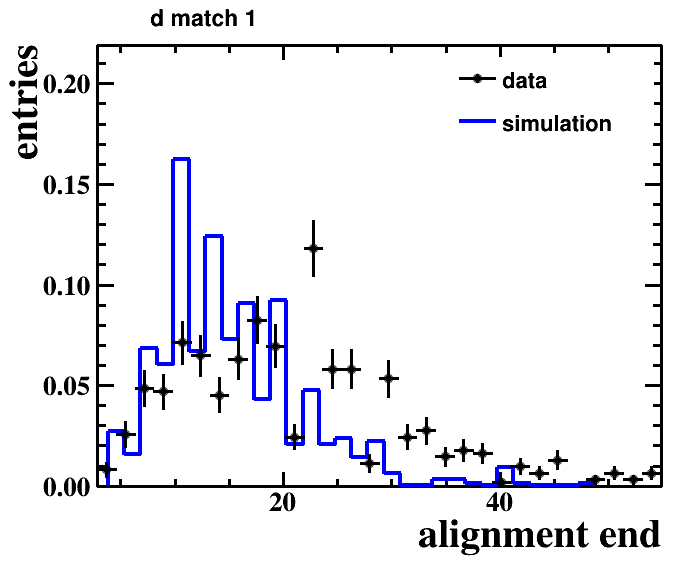 d match 1
entries
0.20
0.15
0.10
0.05
0.00
20
40
alignment end
data
simulation